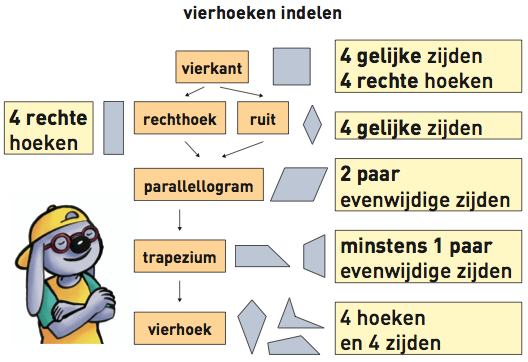 vierhoeken indelen
vierkant
4 gelijke zijden
4 rechte hoeken
4 rechte
hoeken
rechthoek
ruit
4 gelijke zijden
parallellogram
2 paar
evenwijdige zijden
trapezium
minstens 1 paar
evenwijdige zijden
vierhoek
4 hoeken
en 4 zijden